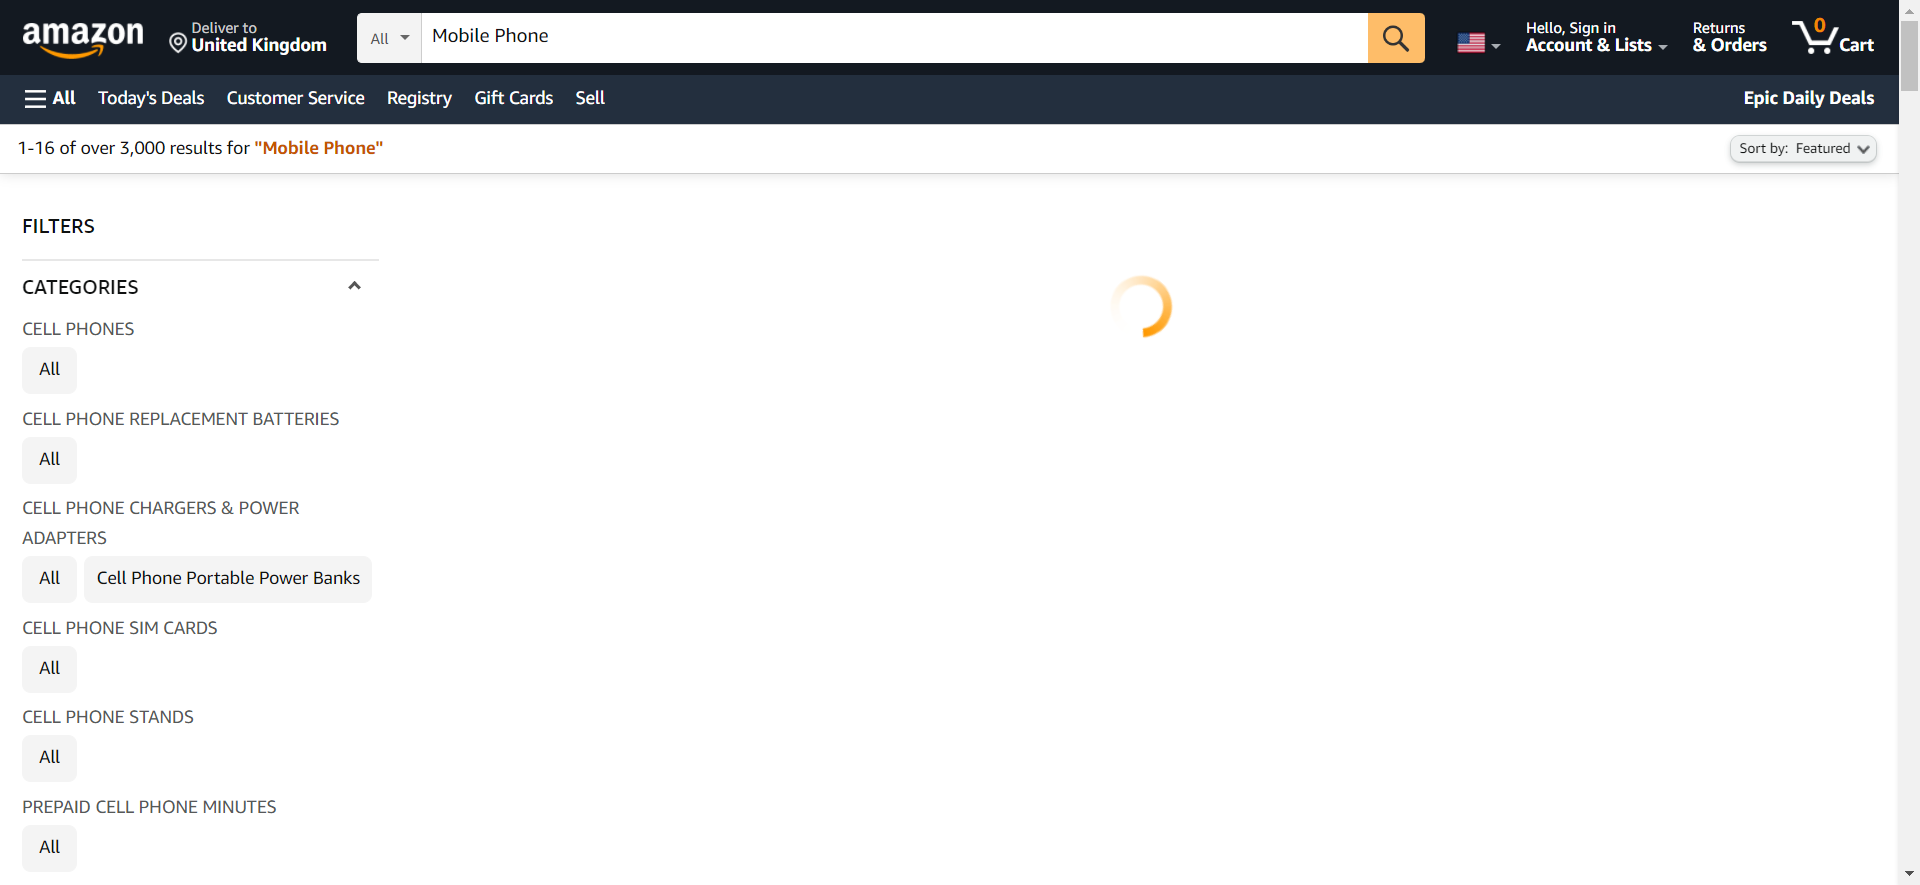 amazon
Deliver to
United Kingdom
All
Mobile Phone
Hello, Sign in
Account & Lists
Returns
& Orders
0
Cart
All
Today's Deals
Customer Service
Registry
Gift Cards
Sell
Epic Daily Deals
1-16 of over 3,000 results for "Mobile Phone"
Sort by: Featured
FILTERS
CATEGORIES
CELL PHONES
All
CELL PHONE REPLACEMENT BATTERIES
All
CELL PHONE CHARGERS & POWER
ADAPTERS
All
Cell Phone Portable Power Banks
CELL PHONE SIM CARDS
All
CELL PHONE STANDS
All
PREPAID CELL PHONE MINUTES
All